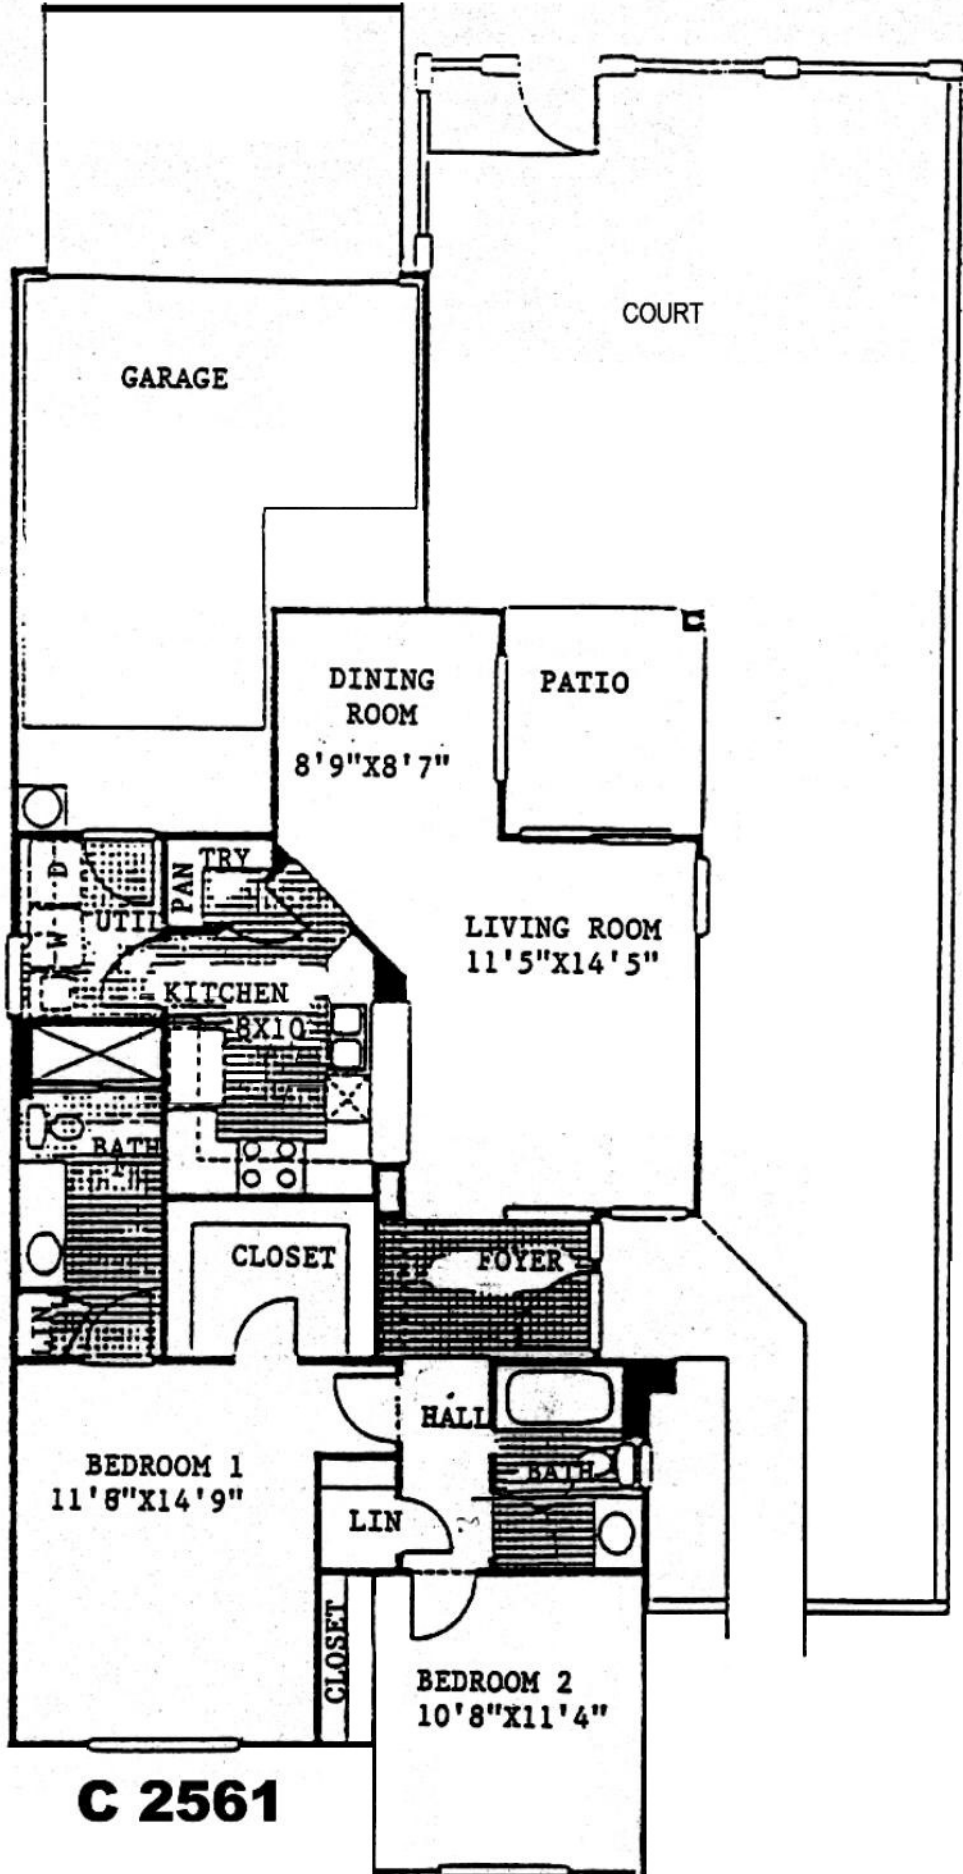 COURT
GARAGE
DINING
ROOM
8'9"X8'7"
PATIO
D
W
UTIL
PAN
TRY
LIVING ROOM
11'5"X14'5"
KITCHEN
8X10
BATH
1
LIN
CLOSET
FOYER
HALL
BATH
BEDROOM 1
11'8"X14'9"
LIN
CLOSET
BEDROOM 2
10'8"X11'4"
C 2561